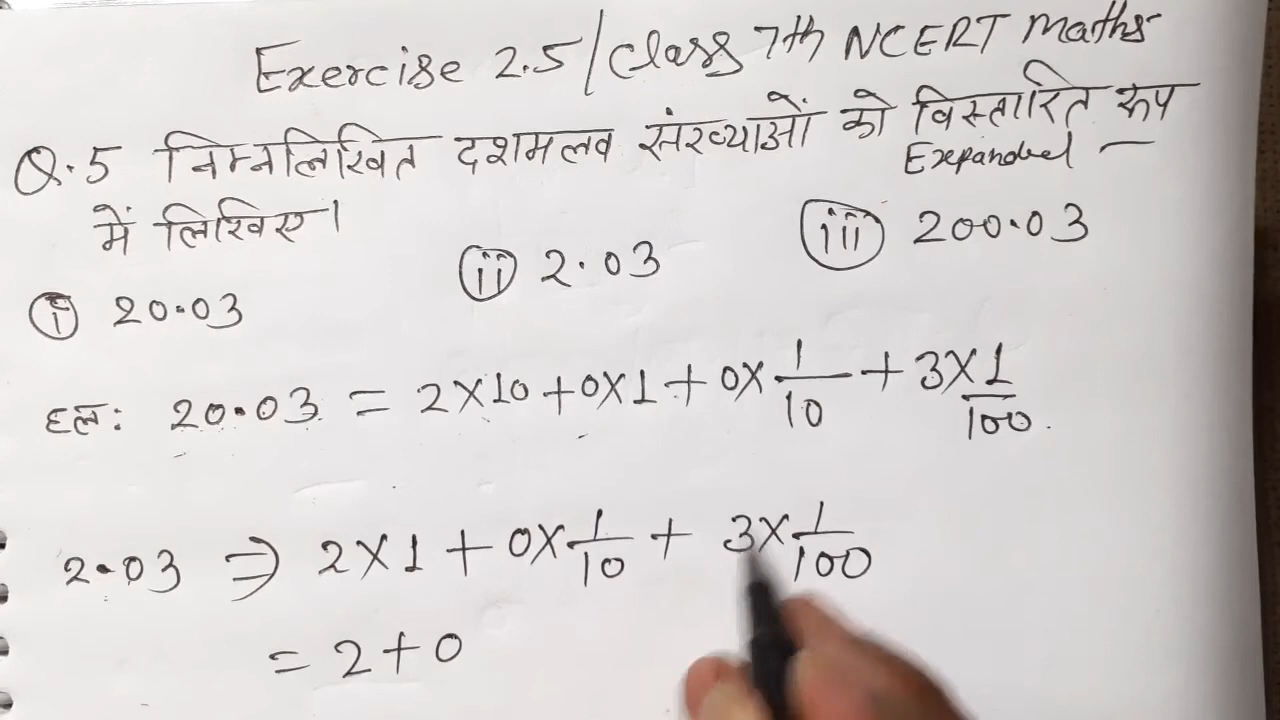 Exercise 2.5/Class 7th NCERT Maths
Q.5 निम्नलिखित दशमलव संख्याओं को विस्तारित रूप
Expanded
में लिखिए।
(i) 20.03 (ii) 2.03 (iii) 200.03
हल: 20.03 = 2×10+0×1+0×1/10+3×1/100.
2.03 ⇒ 2×1+0×1/10+3×1/100
= 2+0